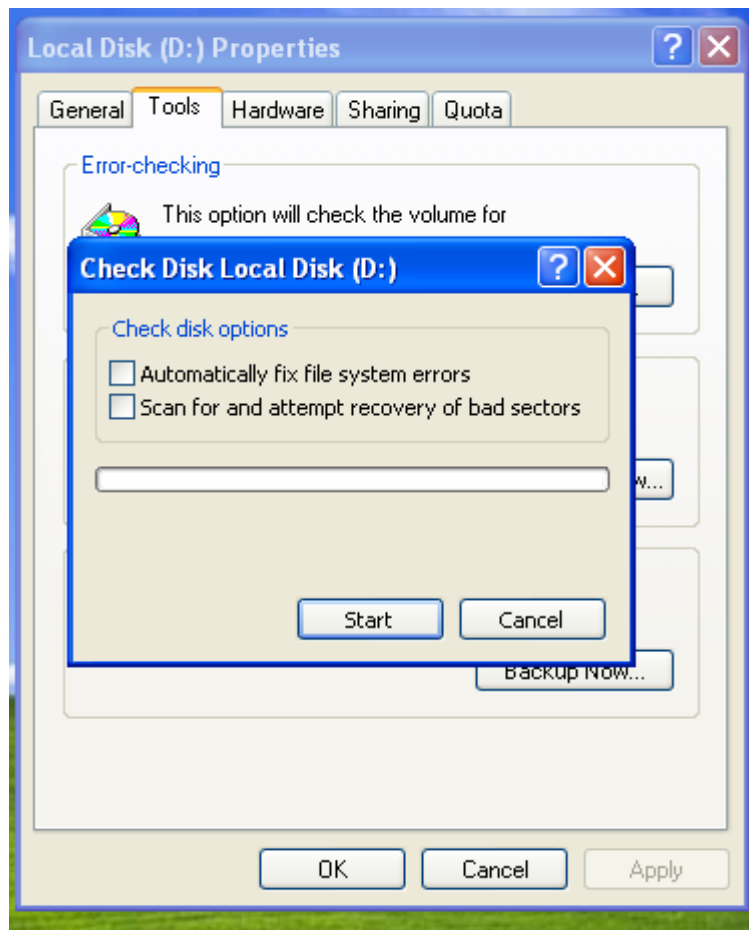 Local Disk (D:) Properties
General Tools Hardware Sharing Quota
Error-checking
This option will check the volume for
Check Disk Local Disk (D:)
Check disk options
Automatically fix file system errors
Scan for and attempt recovery of bad sectors
Start Cancel
Backup Now...
OK Cancel Apply